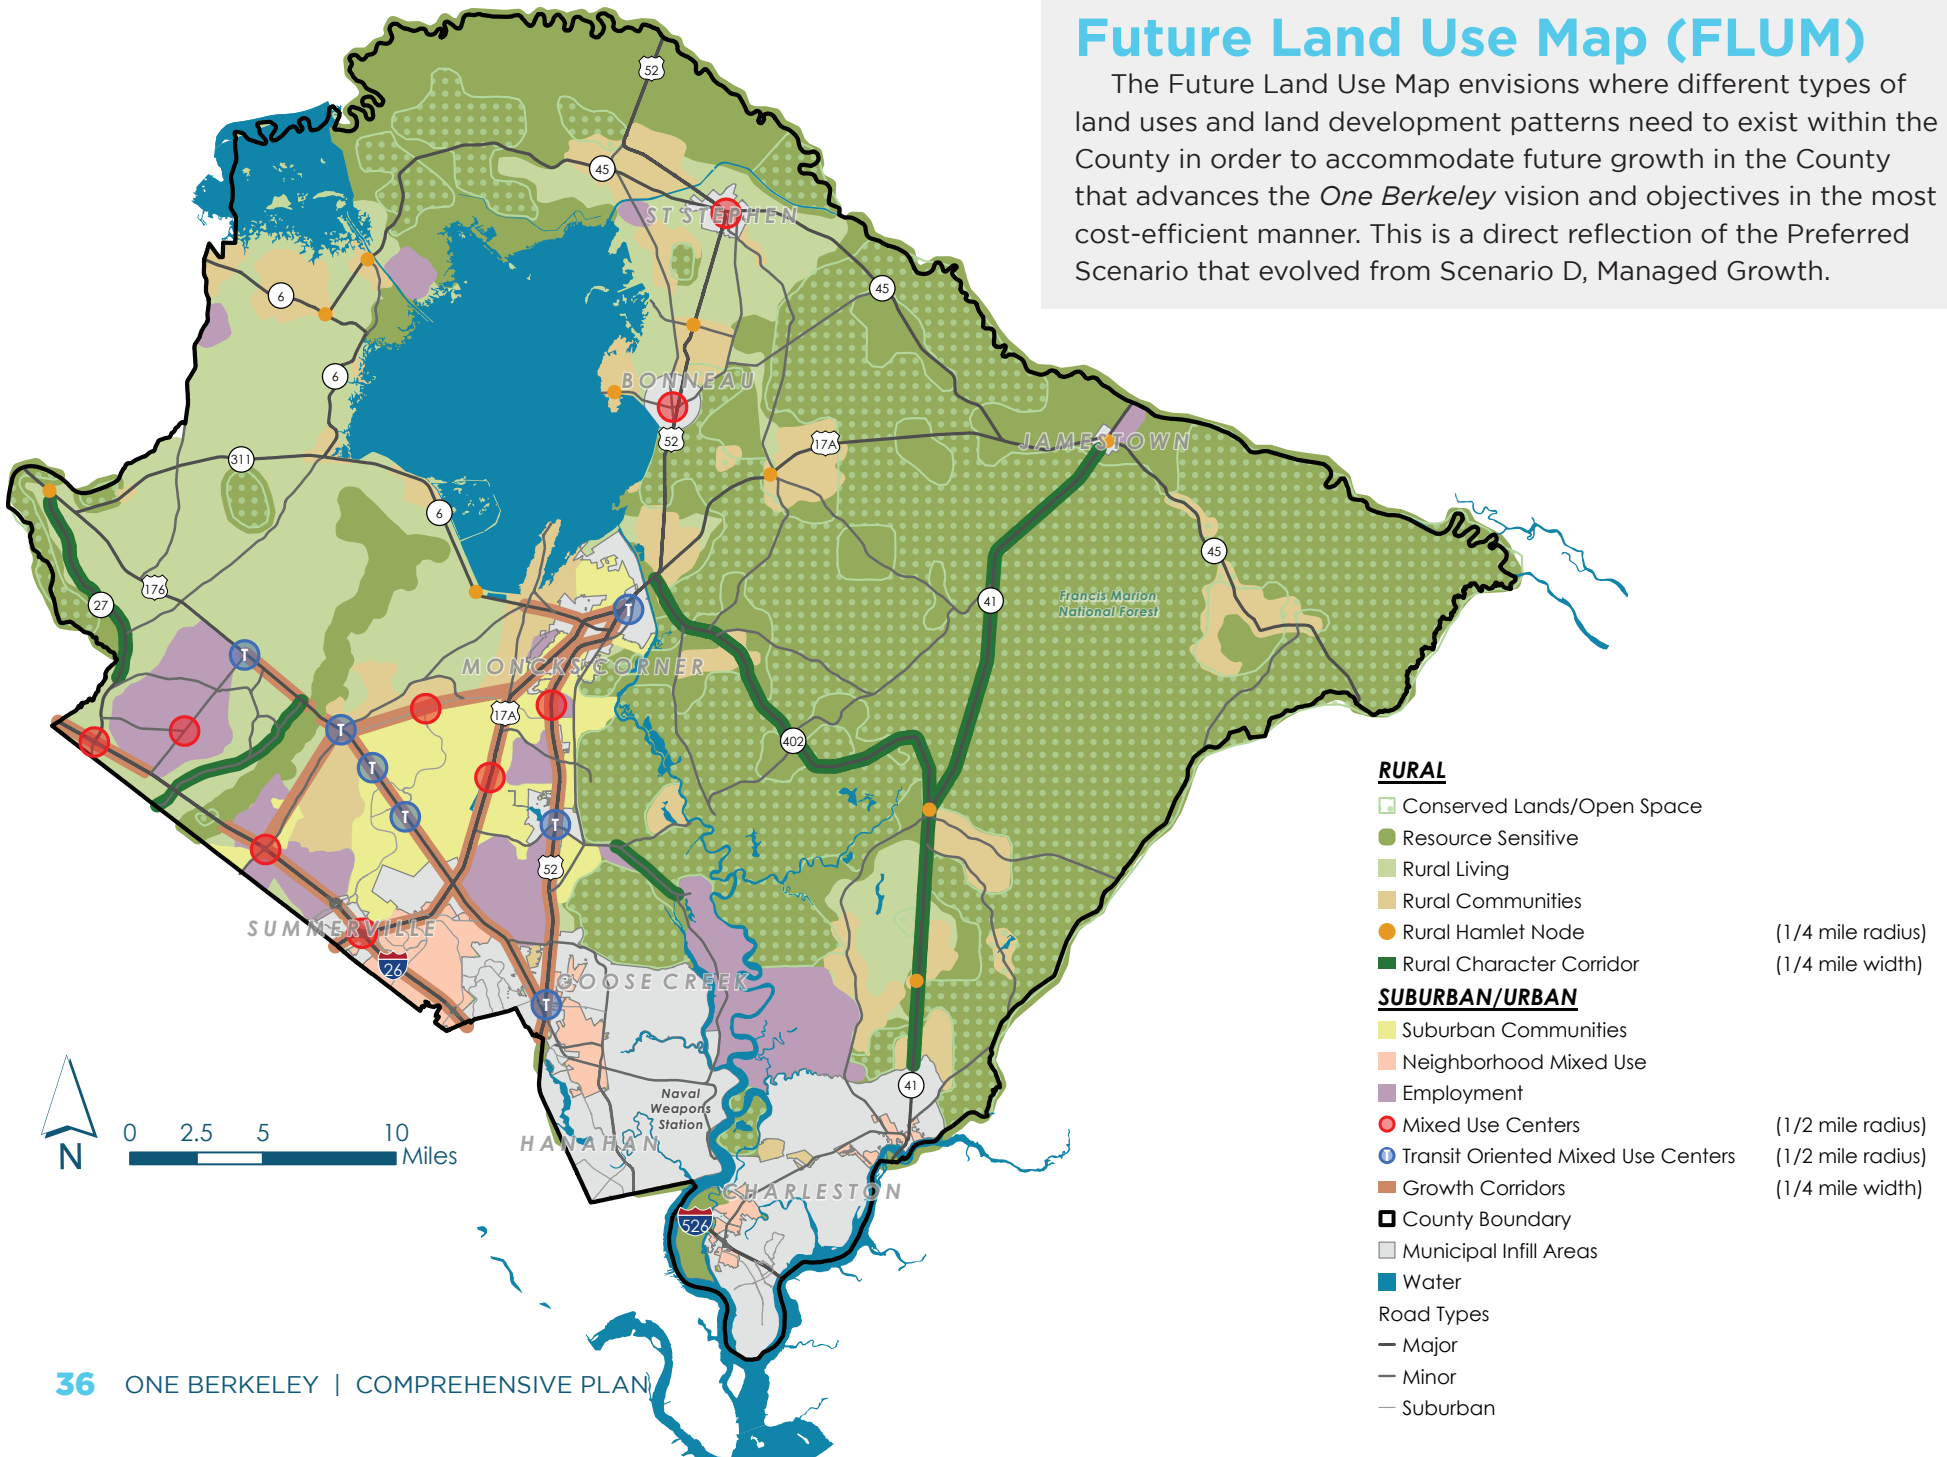 Future Land Use Map (FLUM)
The Future Land Use Map envisions where different types of
land uses and land development patterns need to exist within the
County in order to accommodate future growth in the County
that advances the One Berkeley vision and objectives in the most
cost-efficient manner. This is a direct reflection of the Preferred
Scenario that evolved from Scenario D, Managed Growth.
52
45
ST STEPHEN
6
45
6
BONNEAU
52
17A
JAMESTOWN
311
6
45
176
27
41
Francis Marion
National Forest
T
T
MONCKS CORNER
17A
T
402
T
T
T
52
SUMMERVILLE
26
GOOSE CREEK
T
41
Naval
Weapons
Station
HANAHAN
CHARLESTON
526
RURAL
Conserved Lands/Open Space
Resource Sensitive
Rural Living
Rural Communities
Rural Hamlet Node (1/4 mile radius)
Rural Character Corridor (1/4 mile width)
SUBURBAN/URBAN
Suburban Communities
Neighborhood Mixed Use
Employment
Mixed Use Centers (1/2 mile radius)
T Transit Oriented Mixed Use Centers (1/2 mile radius)
Growth Corridors (1/4 mile width)
County Boundary
Municipal Infill Areas
Water
Road Types
Major
Minor
Suburban
N
0 2.5 5 10
Miles
36 ONE BERKELEY | COMPREHENSIVE PLAN